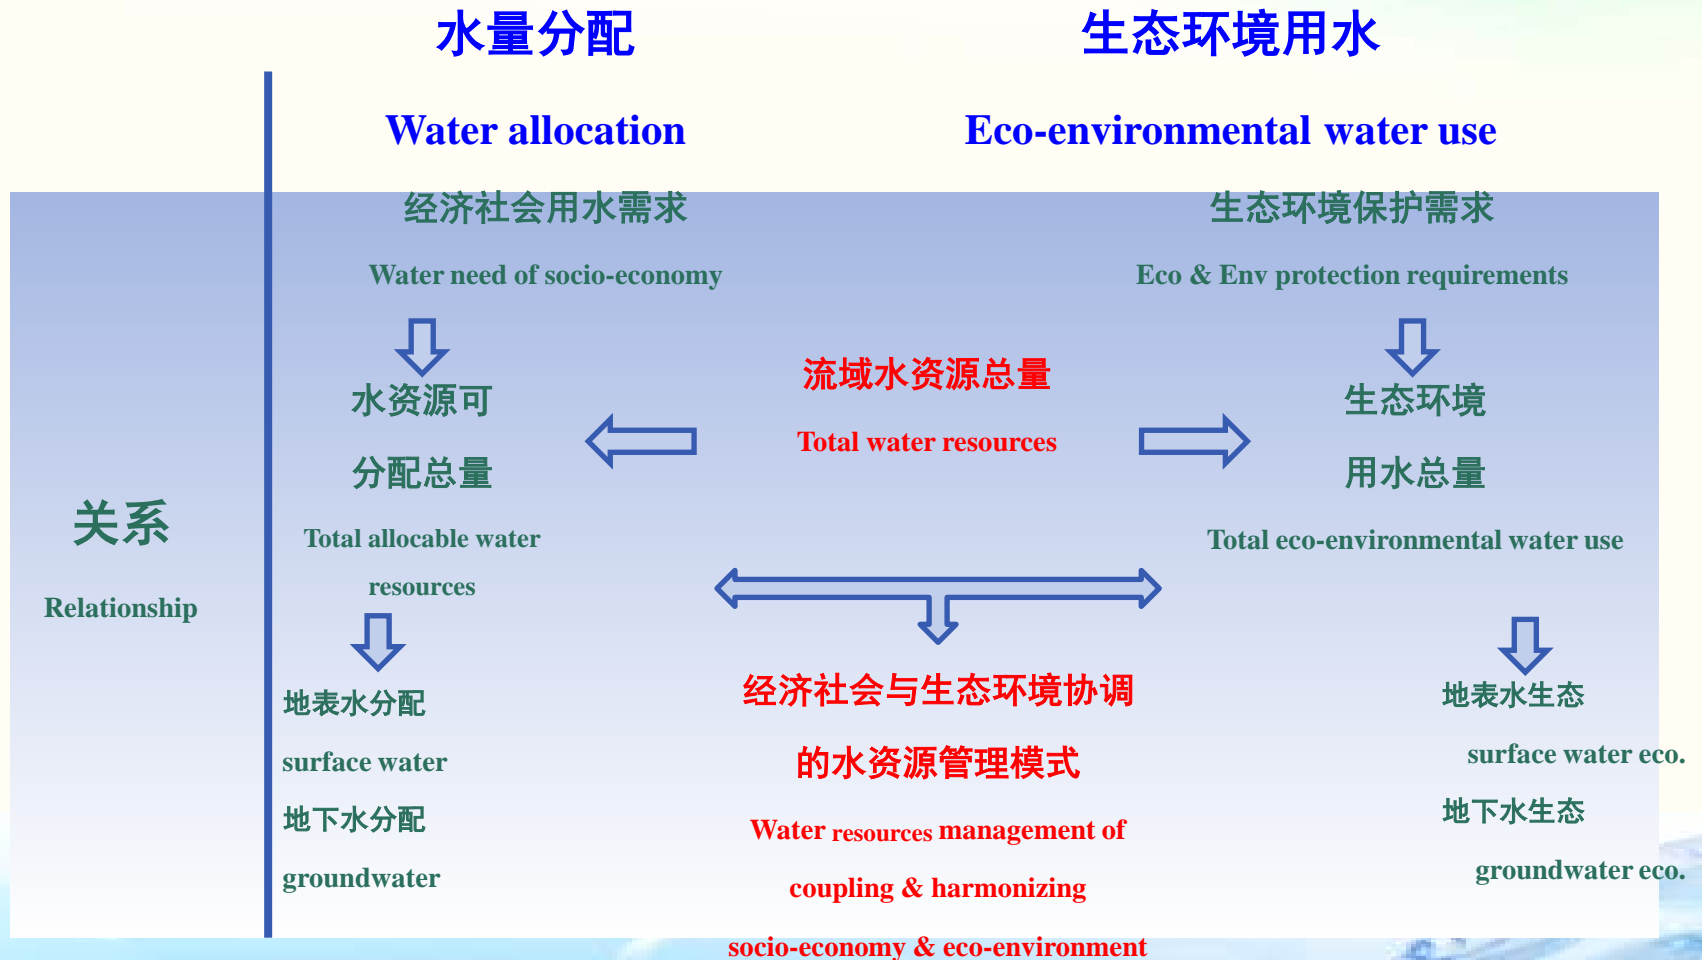 水量分配
生态环境用水
Water allocation
Eco-environmental water use
经济社会用水需求
生态环境保护需求
Water need of socio-economy
Eco & Env protection requirements
流域水资源总量
Total water resources
水资源可
分配总量
Total allocable water
resources
生态环境
用水总量
Total eco-environmental water use
关系
Relationship
地表水分配
surface water
地下水分配
groundwater
经济社会与生态环境协调
的水资源管理模式
Water resources management of
coupling & harmonizing
socio-economy & eco-environment
地表水生态
surface water eco.
地下水生态
groundwater eco.